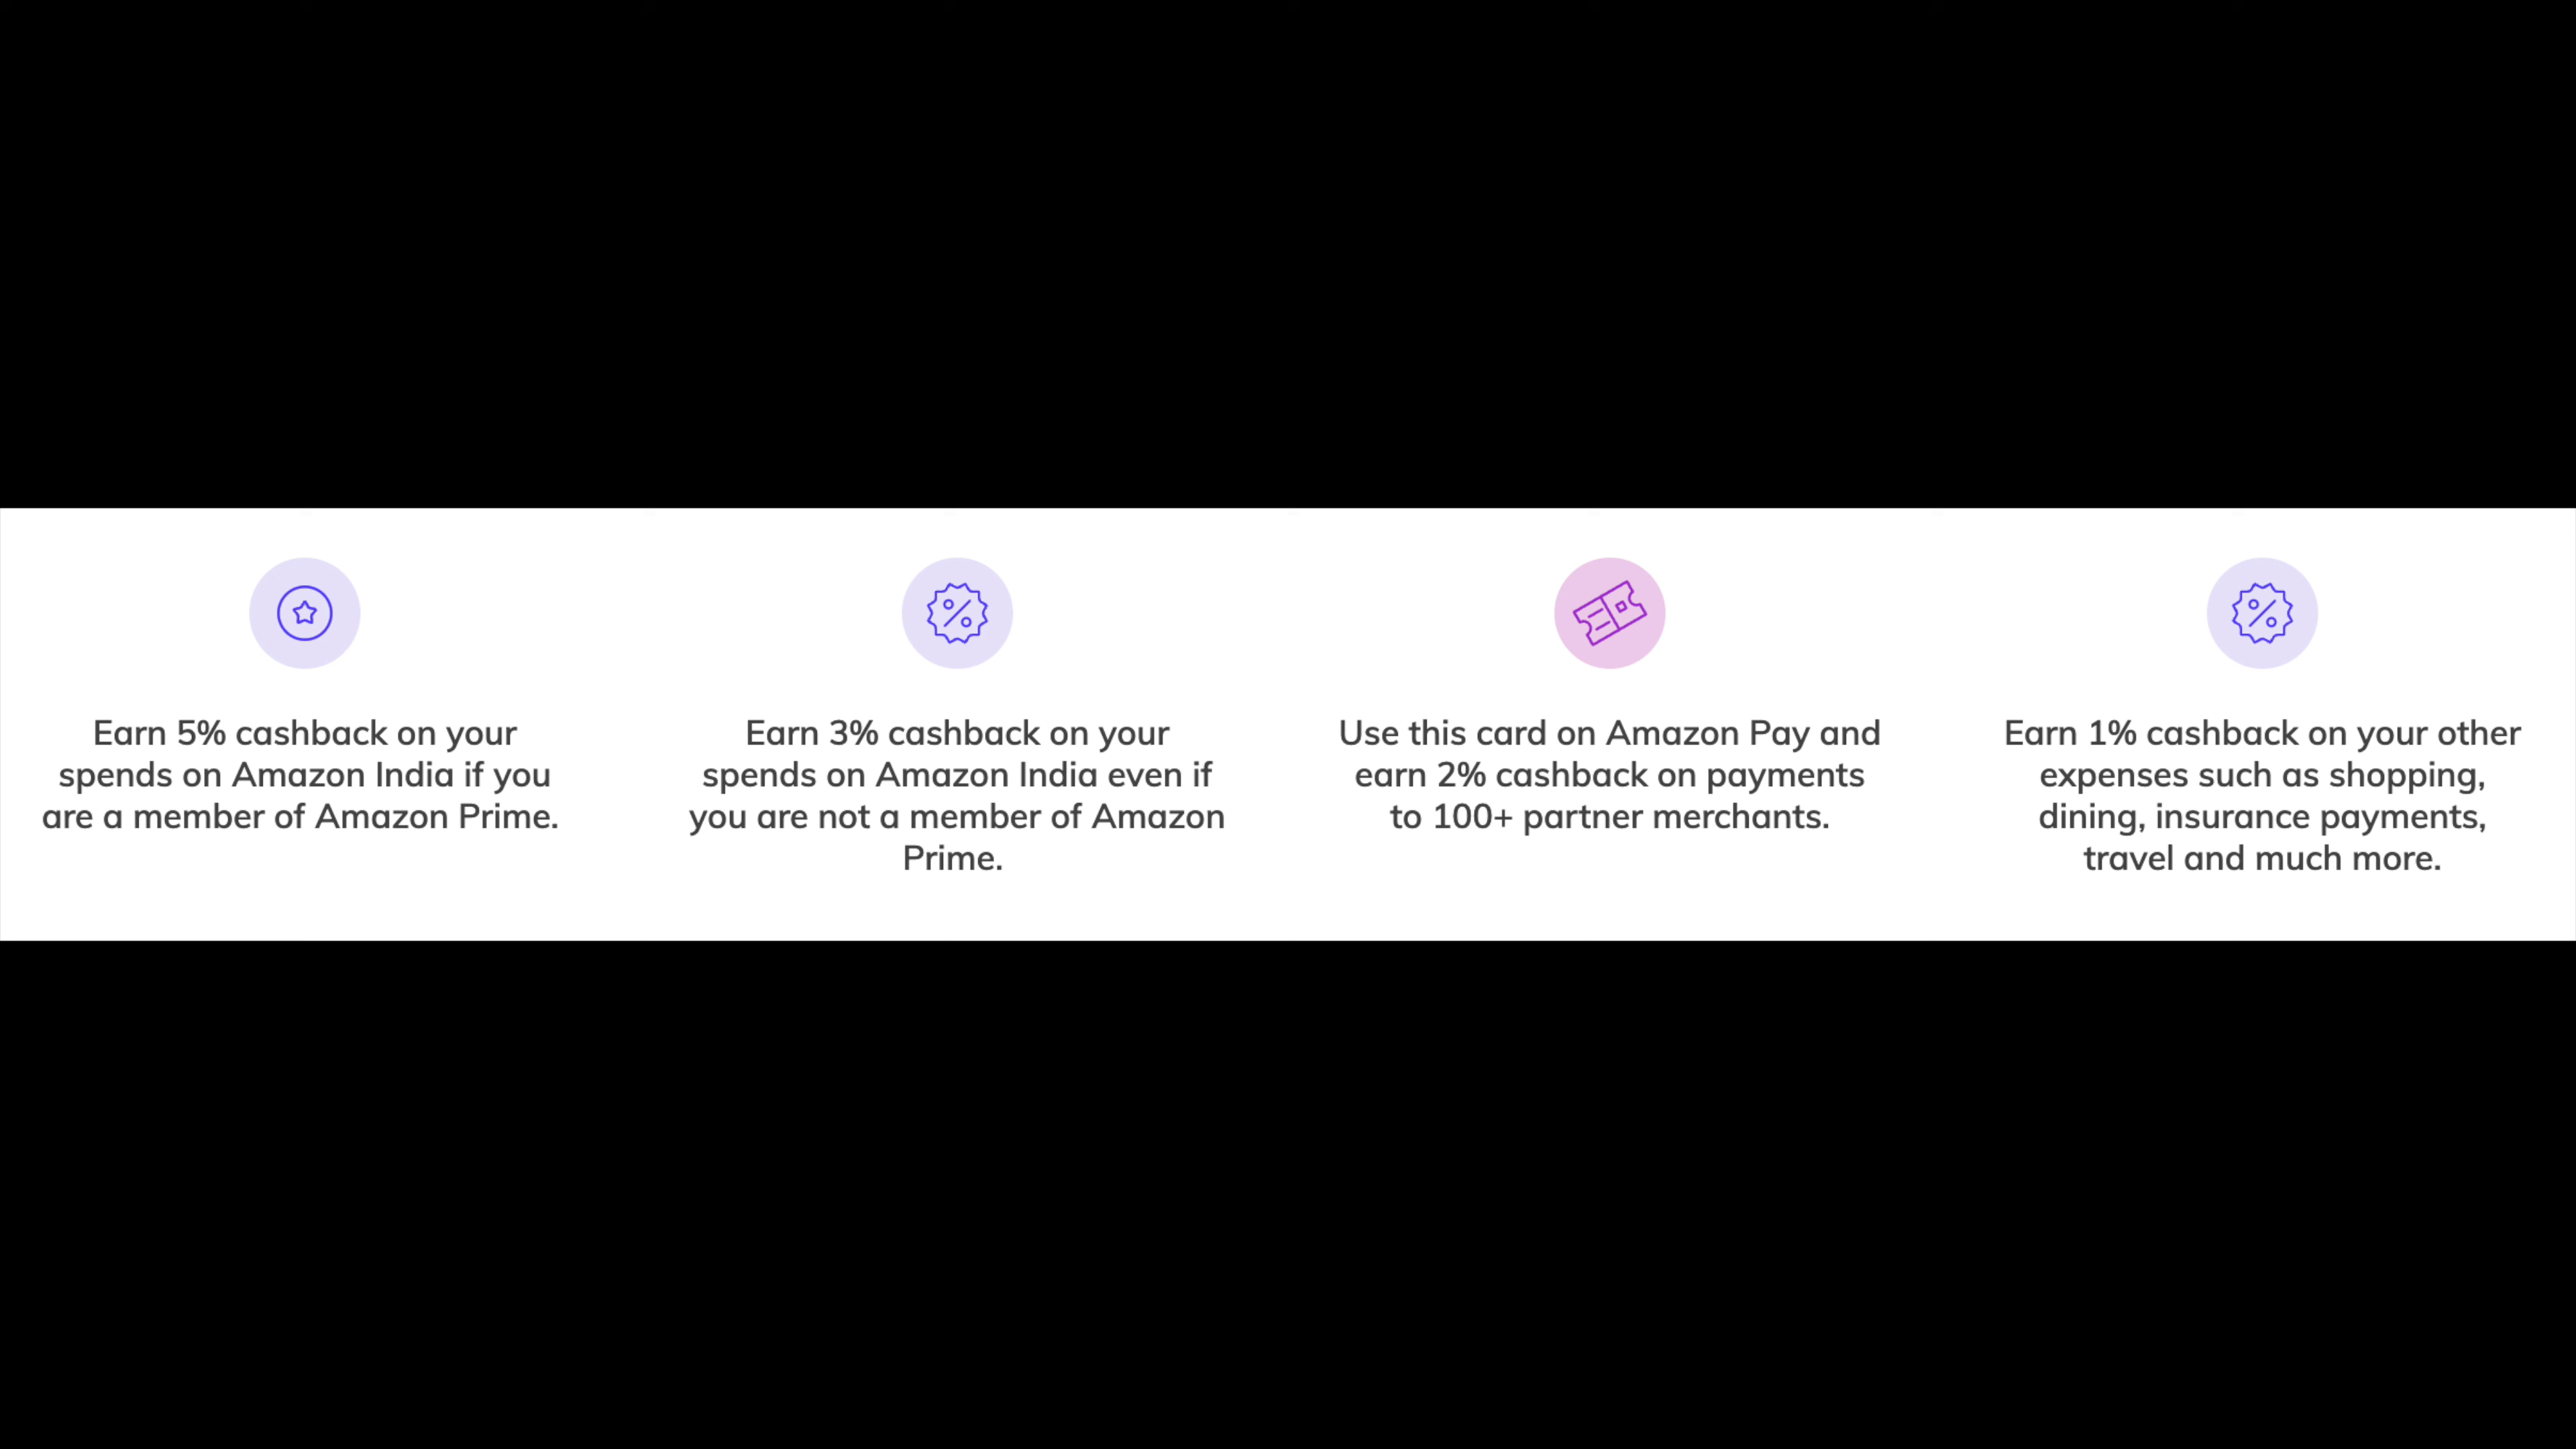 Earn 5% cashback on your
spends on Amazon India if you
are a member of Amazon Prime.
Earn 3% cashback on your
spends on Amazon India even if
you are not a member of Amazon
Prime.
Use this card on Amazon Pay and
earn 2% cashback on payments
to 100+ partner merchants.
Earn 1% cashback on your other
expenses such as shopping,
dining, insurance payments,
travel and much more.